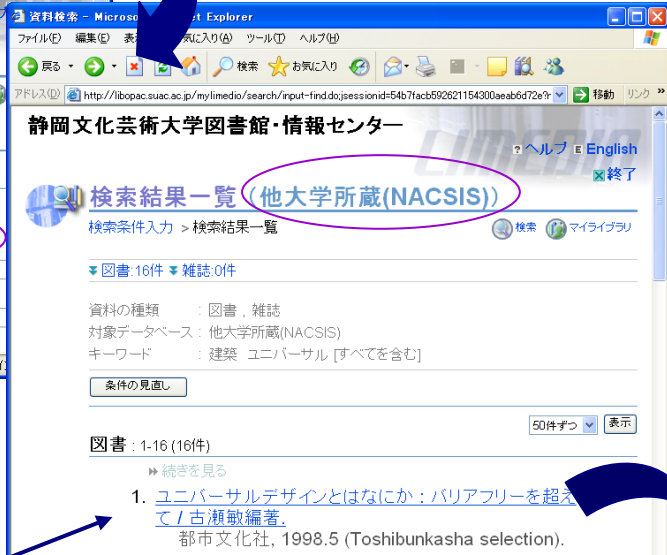 資料検索 - Microso et Explorer
ファイル(F) 編集(E) 表 気に入り(A) ツール(T) ヘルプ(H)
戻る 検索 お気に入り
アドレス(D) http://libopac.suac.ac.jp/mylimedio/search/input-find.do;jsessionid=54b7facb592621154300aeab6d72e 移動 リンク »
静岡文化芸術大学図書館・情報センター
LIMEDIO
? ヘルプ E English
終了
検索結果一覧 (他大学所蔵(NACSIS))
検索条件入力 >検索結果一覧 検索 マイライブラリ
図書:16件 雑誌:0件
資料の種類 : 図書 , 雑誌
対象データベース : 他大学所蔵(NACSIS)
キーワード : 建築 ユニバーサル [すべてを含む]
条件の見直し
50件ずつ 表示
図書 : 1-16 (16件)
続きを見る
1. ユニバーサルデザインとはなにか : バリアフリーを超え
て / 古瀬敏編著.
都市文化社, 1998.5 (Toshibunkasha selection).